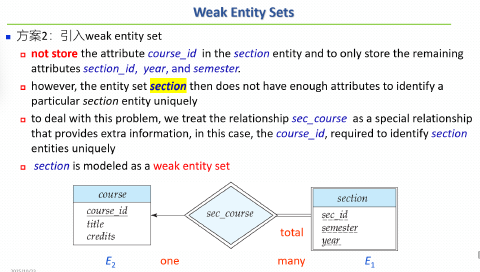 Weak Entity Sets
方案2：引入weak entity set
not store the attribute course_id in the section entity and to only store the remaining
attributes section_id, year, and semester.
however, the entity set section then does not have enough attributes to identify a
particular section entity uniquely
to deal with this problem, we treat the relationship sec_course as a special relationship
that provides extra information, in this case, the course_id, required to identify section
entities uniquely
section is modeled as a weak entity set
course
course_id
title
credits
sec_course
section
sec_id
semester
year
total
E2 one many E1